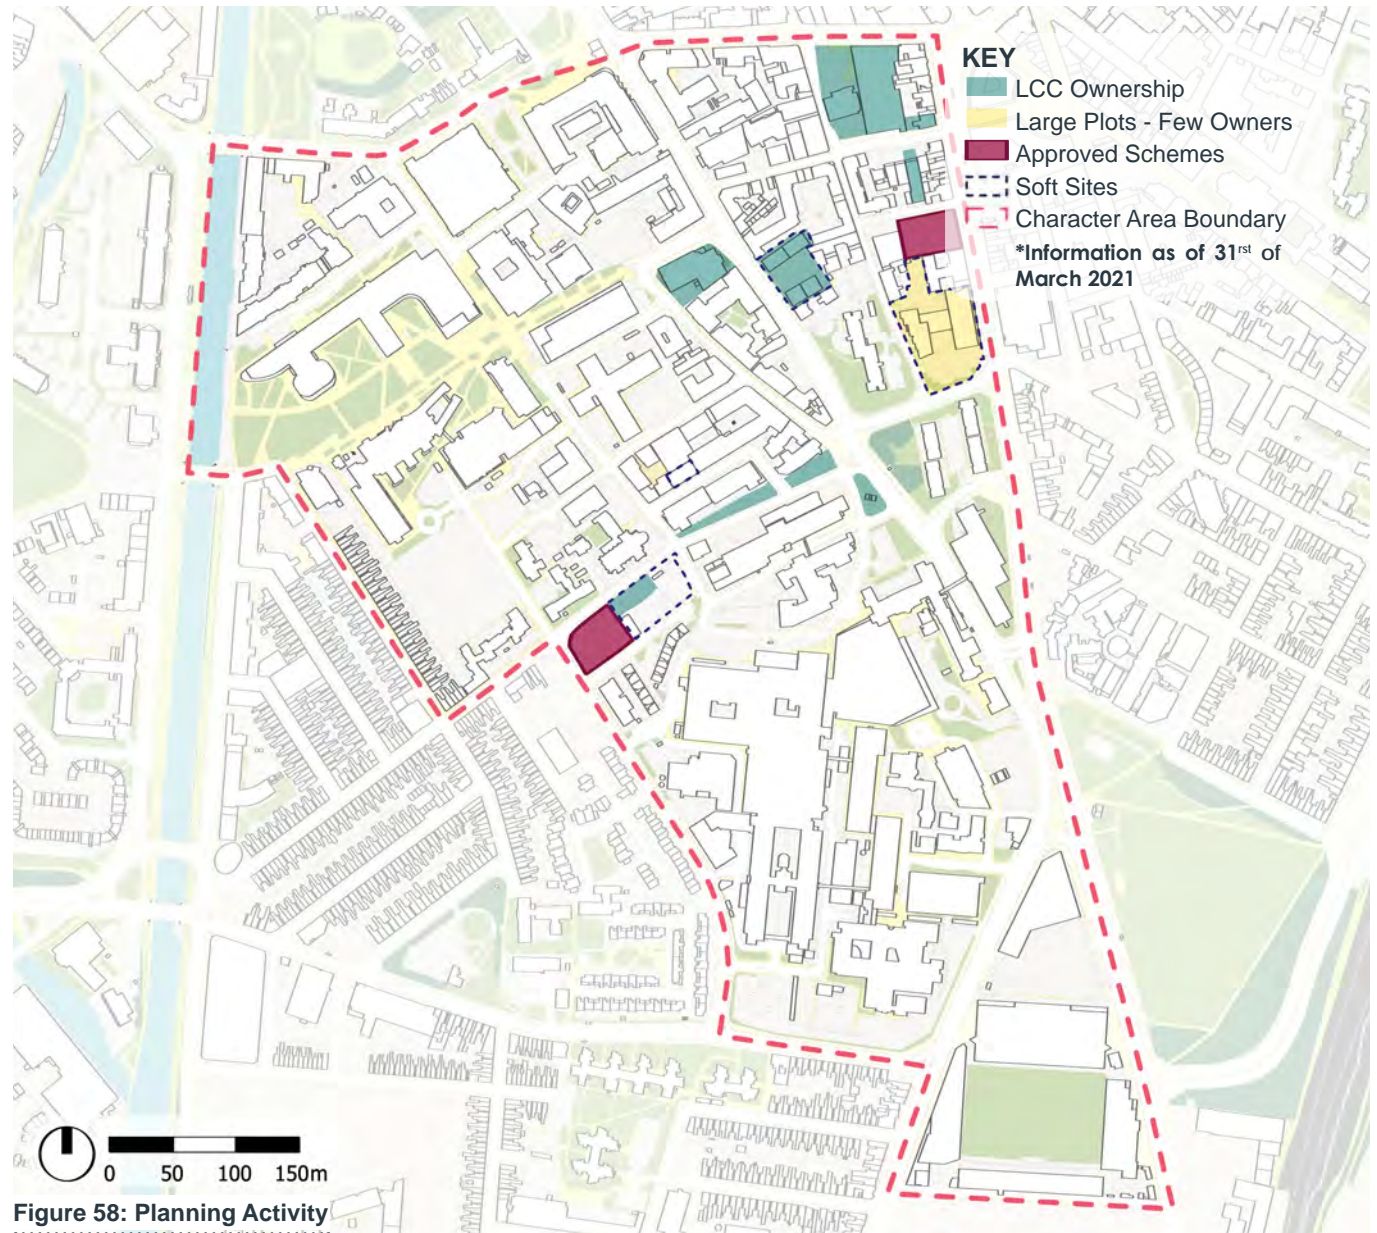 KEY
LCC Ownership
Large Plots - Few Owners
Approved Schemes
Soft Sites
Character Area Boundary
*Information as of 31rst of
March 2021
0 50 100 150m
Figure 58: Planning Activity